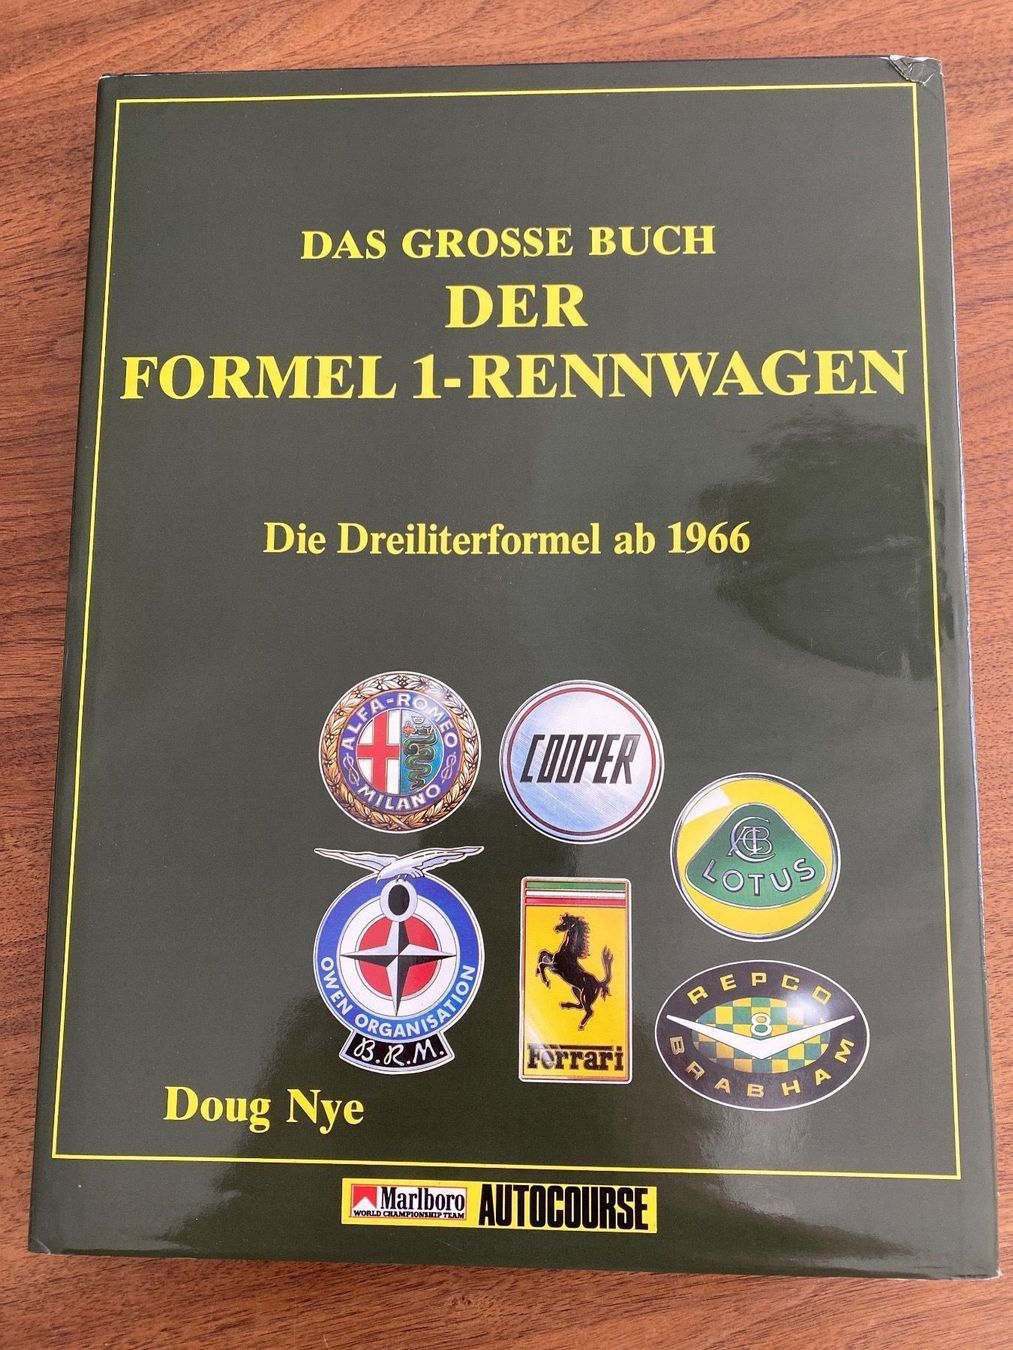 DAS GROSSE BUCH
DER
FORMEL 1-RENNWAGEN
Die Dreiliterformel ab 1966
ALFA-ROMEO
MILANO
COOPER
ACBC
LOTUS
OWEN ORGANISATION
B.R.M.
Ferrari
REPCO
8
BRABHAM
Doug Nye
Marlboro
WORLD CHAMPIONSHIP TEAM
AUTOCOURSE